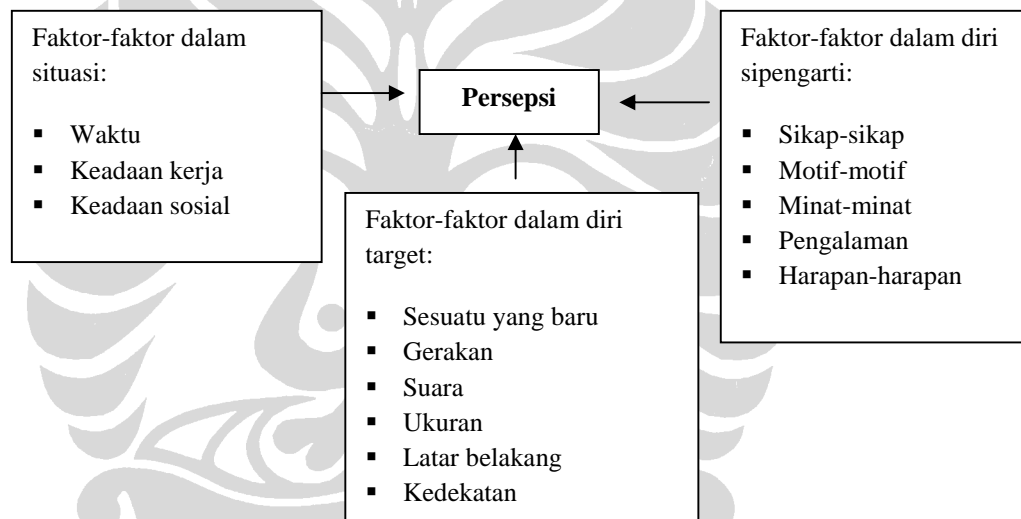 Faktor-faktor dalam
situasi:
▪ Waktu
▪ Keadaan kerja
▪ Keadaan sosial
Persepsi
Faktor-faktor dalam diri
sipengarti:
▪ Sikap-sikap
▪ Motif-motif
▪ Minat-minat
▪ Pengalaman
▪ Harapan-harapan
Faktor-faktor dalam diri
target:
▪ Sesuatu yang baru
▪ Gerakan
▪ Suara
▪ Ukuran
▪ Latar belakang
▪ Kedekatan